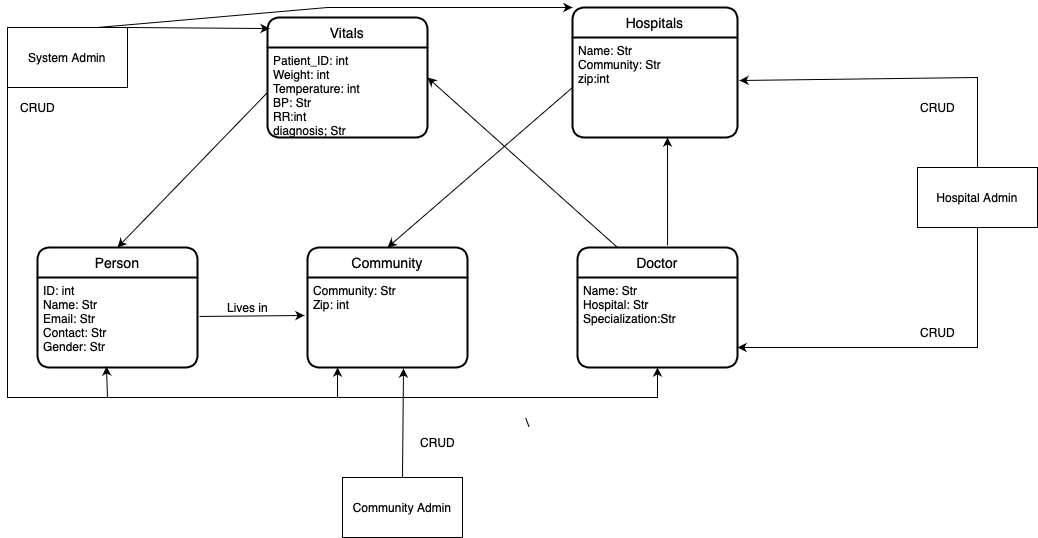 Vitals
Patient_ID: int
Weight: int
Temperature: int
BP: Str
RR:int
diagnosis; Str
Hospitals
Name: Str
Community: Str
zip:int
System Admin
CRUD
CRUD
Hospital Admin
CRUD
Person
ID: int
Name: Str
Email: Str
Contact: Str
Gender: Str
Lives in
Community
Community: Str
Zip: int
Doctor
Name: Str
Hospital: Str
Specialization:Str
\
CRUD
Community Admin